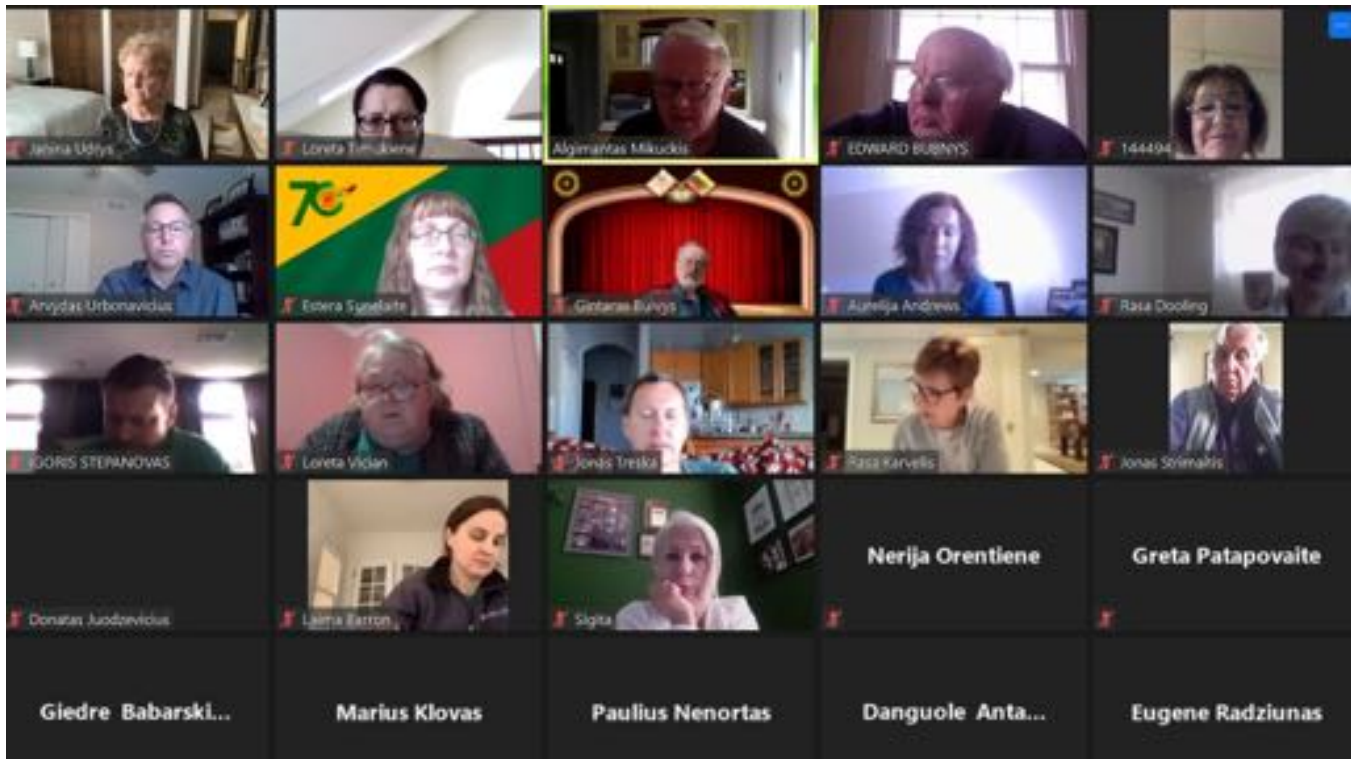 Janina Udrys
Loreta Timukiene
Algimantas Mikuckis
EDWARD BUBNYS
144494
Arvydas Urbonavicius
70
Estera Sunelaite
Gintaras Buivys
Aurelija Andrews
Rasa Dooling
IGORIS STEPANOVAS
Loreta Vician
Jonas Treska
Rasa Karvelis
Jonas Strimaitis
Donatas Juodzevicius
Laima Barron
Sigita
Nerija Orentiene
Greta Patapovaite
Giedre Babarski...
Marius Klovas
Paulius Nenortas
Danguole Anta...
Eugene Radziunas